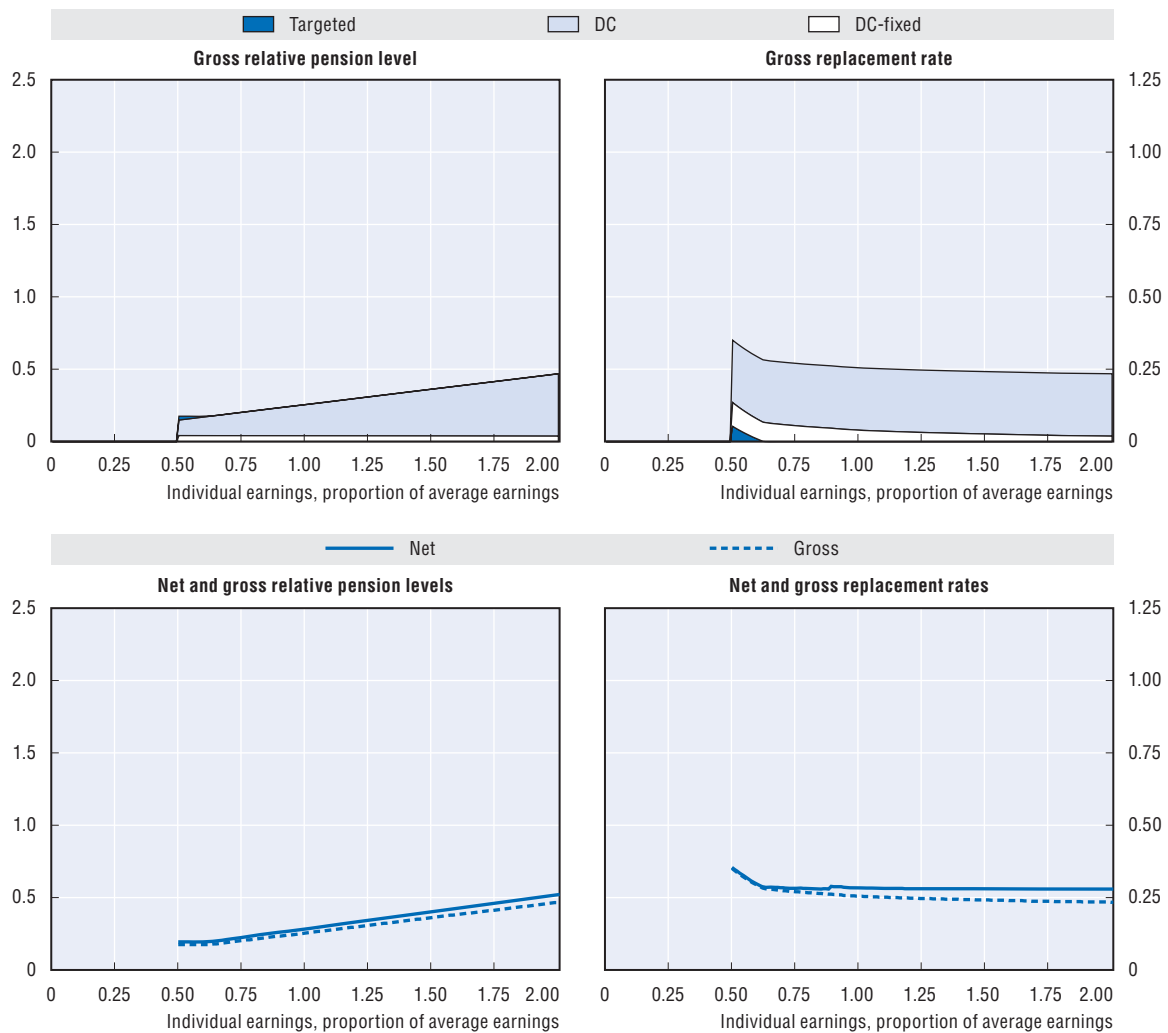 Targeted DC DC-fixed
Gross relative pension level
2.5
2.0
1.5
1.0
0.5
0
0 0.25 0.50 0.75 1.00 1.25 1.50 1.75 2.00
Individual earnings, proportion of average earnings
Gross replacement rate
1.25
1.00
0.75
0.50
0.25
0
0 0.25 0.50 0.75 1.00 1.25 1.50 1.75 2.00
Individual earnings, proportion of average earnings
Net Gross
Net and gross relative pension levels
2.5
2.0
1.5
1.0
0.5
0
0 0.25 0.50 0.75 1.00 1.25 1.50 1.75 2.00
Individual earnings, proportion of average earnings
Net and gross replacement rates
1.25
1.00
0.75
0.50
0.25
0
0 0.25 0.50 0.75 1.00 1.25 1.50 1.75 2.00
Individual earnings, proportion of average earnings